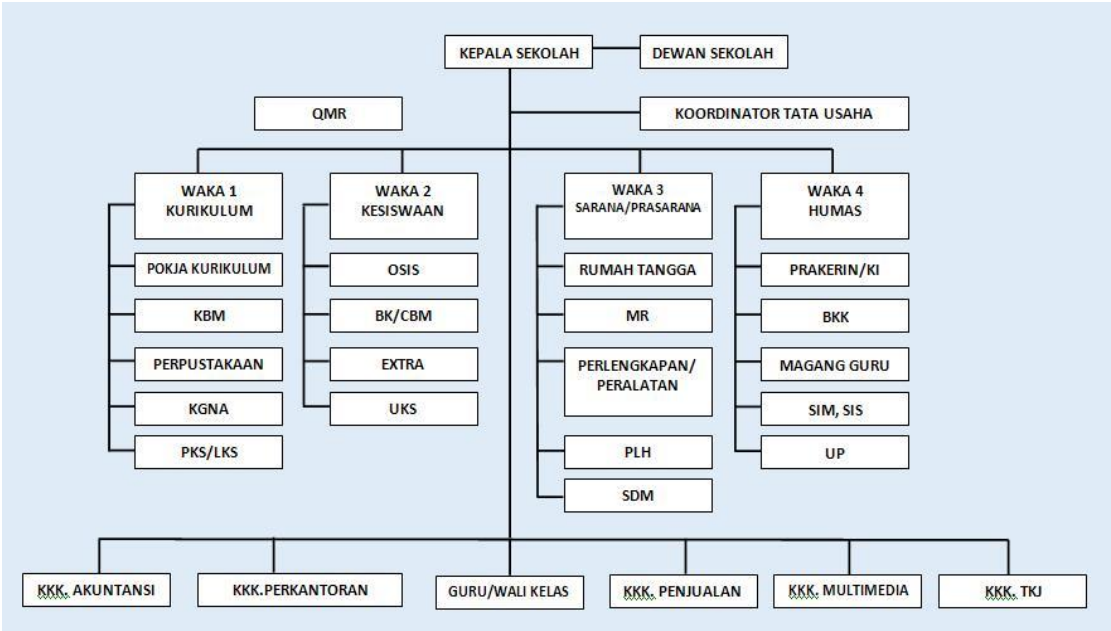 KEPALA SEKOLAH
DEWAN SEKOLAH
QMR
KOORDINATOR TATA USAHA
WAKA 1
KURIKULUM
WAKA 2
KESISWAAN
WAKA 3
SARANA/PRASARANA
WAKA 4
HUMAS
POKJA KURIKULUM
OSIS
RUMAH TANGGA
PRAKERIN/KI
KBM
BK/CBM
MR
BKK
PERPUSTAKAAN
EXTRA
PERLENGKAPAN/
PERALATAN
MAGANG GURU
KGNA
UKS
SIM, SIS
PKS/LKS
PLH
UP
SDM
KKK. AKUNTANSI
KKK.PERKANTORAN
GURU/WALI KELAS
KKK. PENJUALAN
KKK. MULTIMEDIA
KKK. TKJ